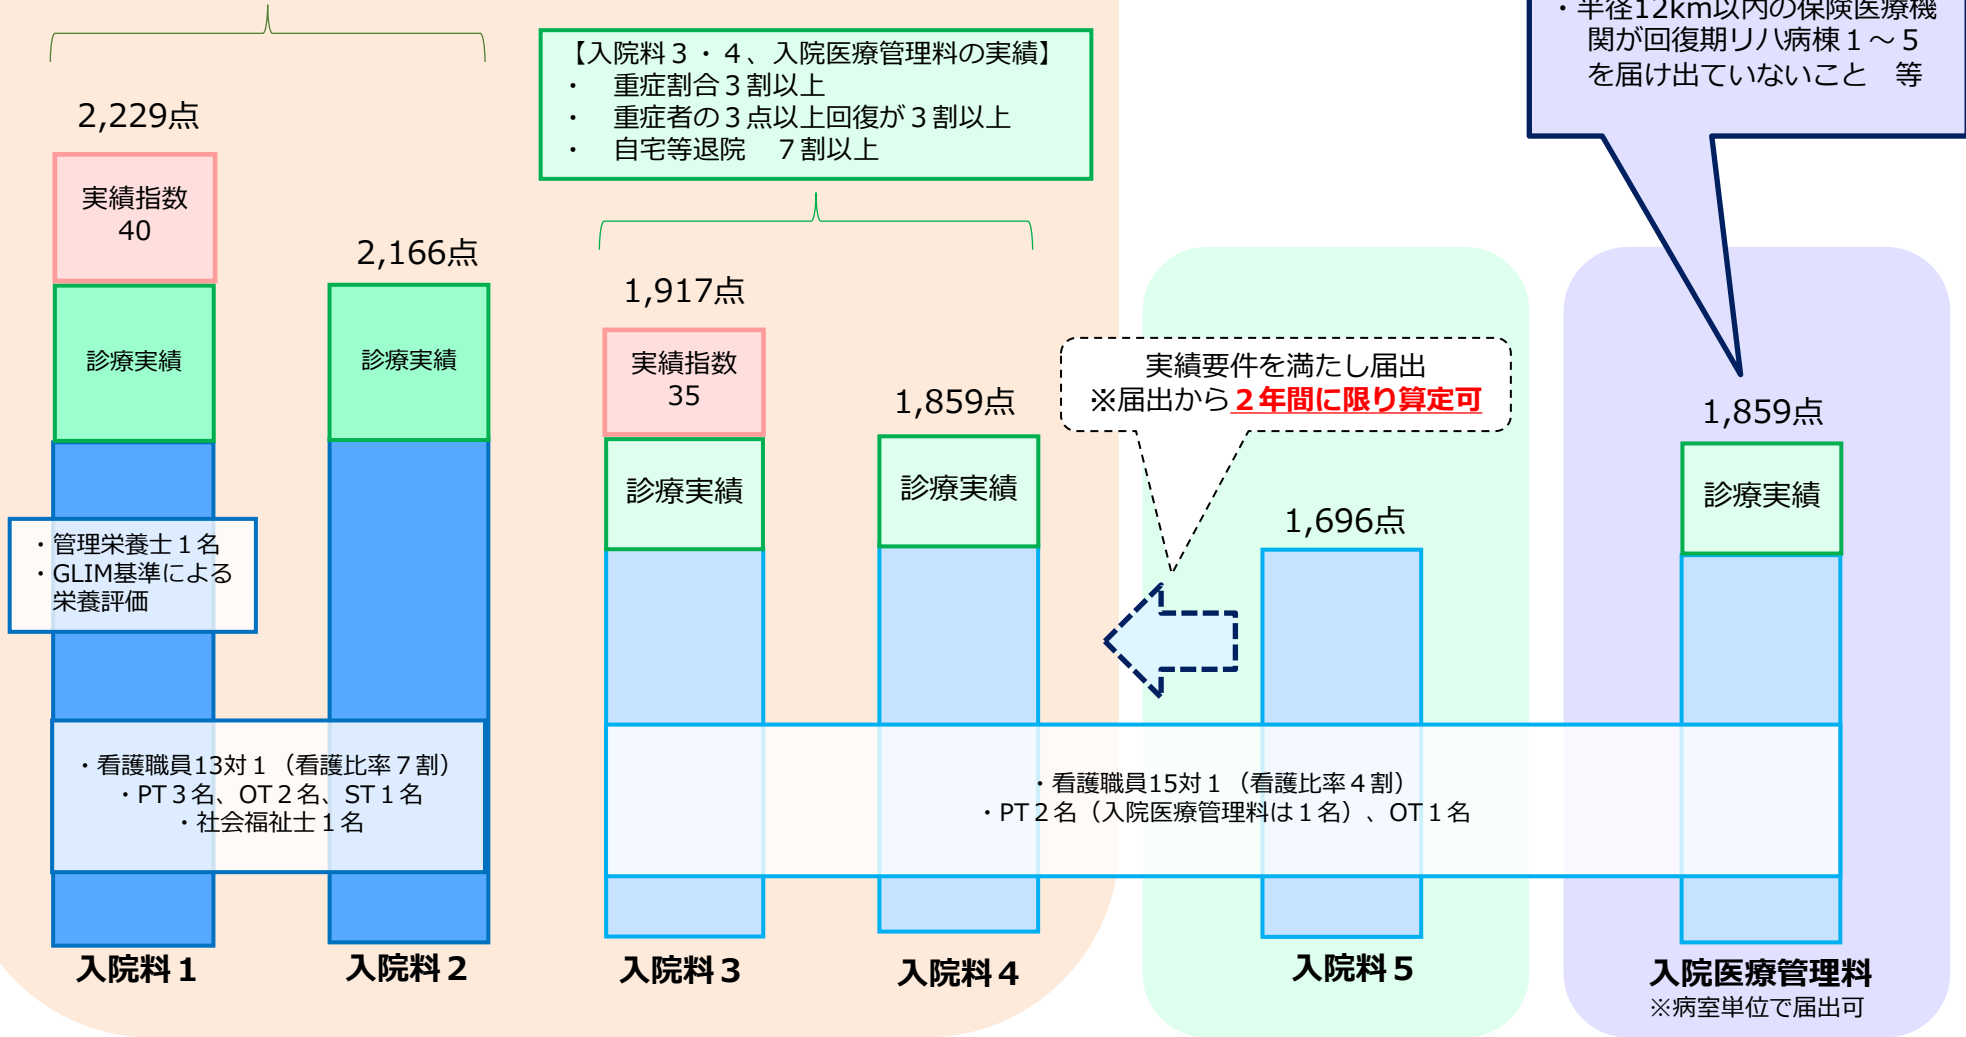 ・半径12km以内の保険医療機
関が回復期リハ病棟１～５
を届け出ていないこと　等
【入院料３・４、入院医療管理料の実績】
・　重症割合３割以上
・　重症者の３点以上回復が３割以上
・　自宅等退院　７割以上
2,229点
実績指数
40
診療実績
2,166点
診療実績
1,917点
実績指数
35
診療実績
1,859点
診療実績
実績要件を満たし届出
※届出から２年間に限り算定可
1,696点
1,859点
診療実績
・管理栄養士１名
・GLIM基準による
栄養評価
・看護職員13対１（看護比率７割）
・PT３名、OT２名、ST１名
・社会福祉士１名
・看護職員15対１（看護比率４割）
・PT２名（入院医療管理料は１名）、OT１名
入院料１
入院料２
入院料３
入院料４
入院料５
入院医療管理料
※病室単位で届出可